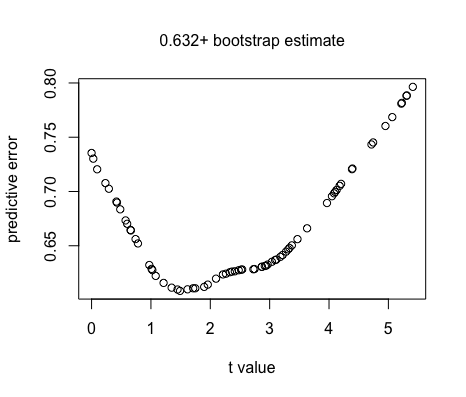 0.632+ bootstrap estimate
predictive error
0.80
0.75
0.70
0.65
0 1 2 3 4 5
t value